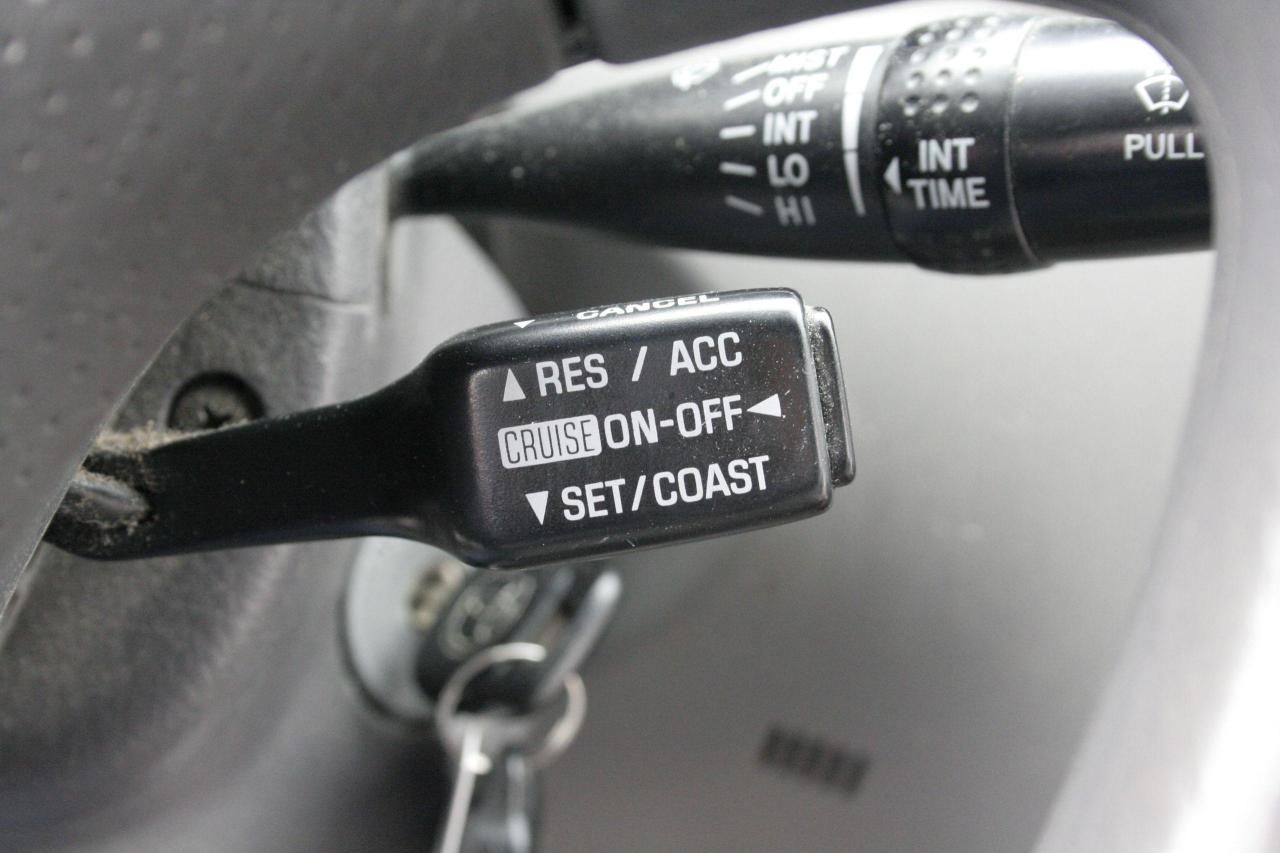 MIST
OFF
INT
LO
HI
INT
TIME
PULL
CANCEL
RES / ACC
CRUISE ON-OFF
SET/COAST